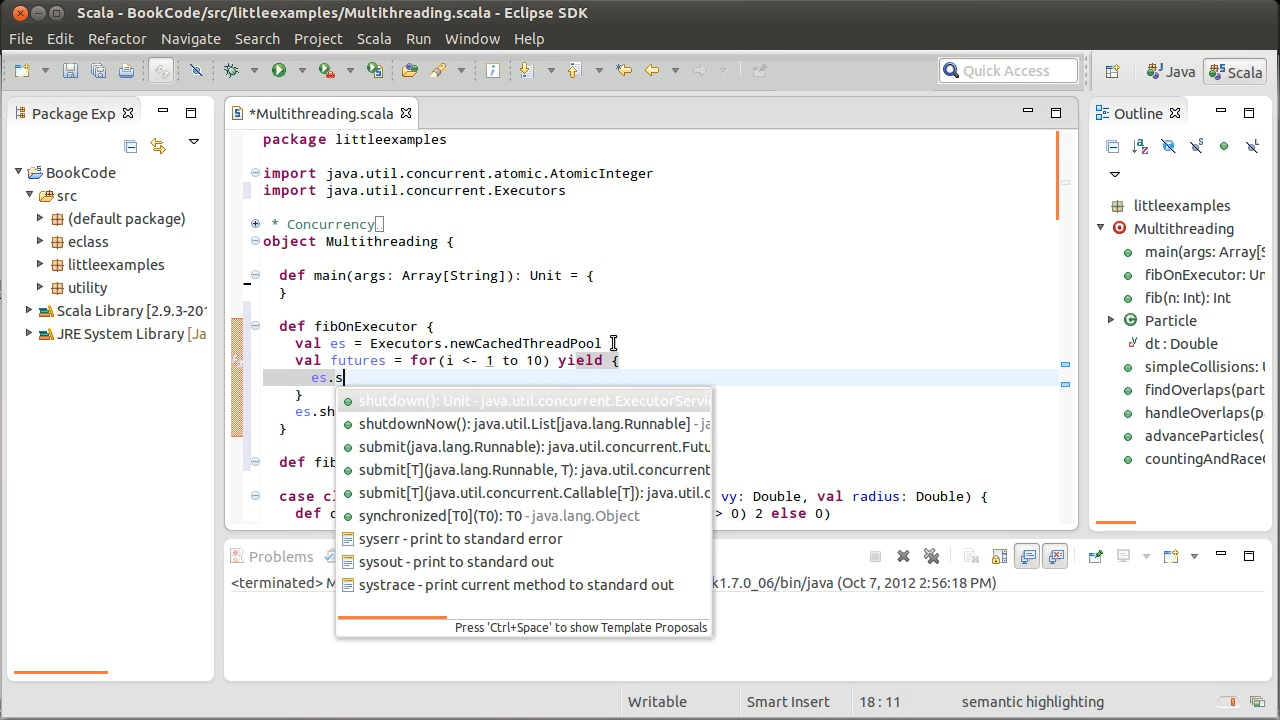 Scala - BookCode/src/littleexamples/Multithreading.scala - Eclipse SDK
File Edit Refactor Navigate Search Project Scala Run Window Help
Quick Access
Java
Scala
Package Exp
BookCode
src
(default package)
eclass
littleexamples
utility
Scala Library [2.9.3-201
JRE System Library [Ja
*Multithreading.scala
package littleexamples
import java.util.concurrent.atomic.AtomicInteger
import java.util.concurrent.Executors
* Concurrency
object Multithreading {
def main(args: Array[String]): Unit = {
}
def fibOnExecutor {
val es = Executors.newCachedThreadPool
val futures = for(i <- 1 to 10) yield {
es.s
}
es.sh
}
def fib
case cl vy: Double, val radius: Double) {
def d > 0) 2 else 0)
shutdown(): Unit - java.util.concurrent.ExecutorServi
shutdownNow(): java.util.List[java.lang.Runnable] - ja
submit(java.lang.Runnable): java.util.concurrent.Futu
submit[T](java.lang.Runnable, T): java.util.concurrent
submit[T](java.util.concurrent.Callable[T]): java.util.c
synchronized[T0](T0): T0 - java.lang.Object
syserr - print to standard error
sysout - print to standard out
systrace - print current method to standard out
Press 'Ctrl+Space' to show Template Proposals
Outline
littleexamples
Multithreading
main(args: Array[S
fibOnExecutor: Un
fib(n: Int): Int
Particle
dt : Double
simpleCollisions: U
findOverlaps(part
handleOverlaps(p
advanceParticles(
countingAndRaceC
Problems
<terminated> M k1.7.0_06/bin/java (Oct 7, 2012 2:56:18 PM)
Writable
Smart Insert
18 : 11
semantic highlighting